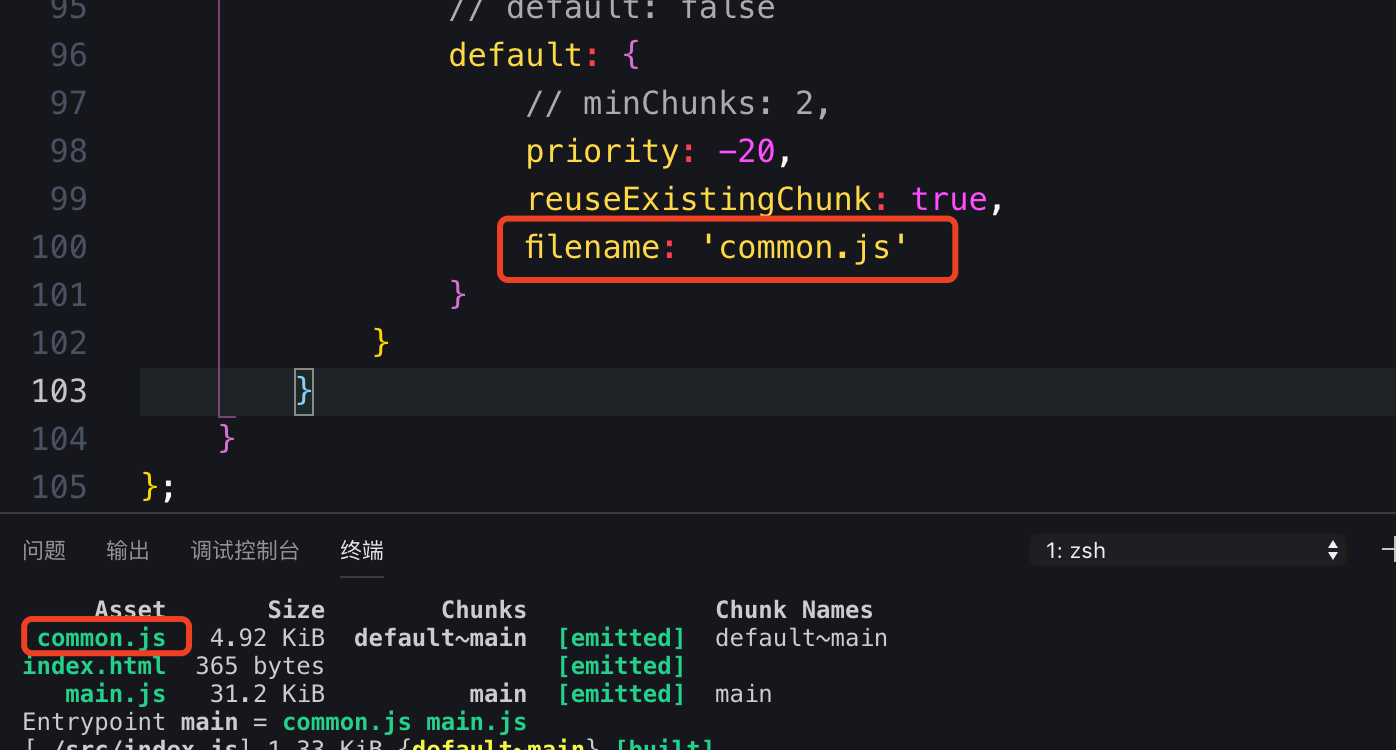 95 // default: false
96 default: {
97 // minChunks: 2,
98 priority: -20,
99 reuseExistingChunk: true,
100 filename: 'common.js'
101 }
102 }
103 }
104 }
105 };
问题 输出 调试控制台 终端 1: zsh
Asset Size Chunks Chunk Names
common.js 4.92 KiB default~main [emitted] default~main
index.html 365 bytes [emitted]
main.js 31.2 KiB main [emitted] main
Entrypoint main = common.js main.js
[./src/index.js] 1.33 KiB {default~main} [built]